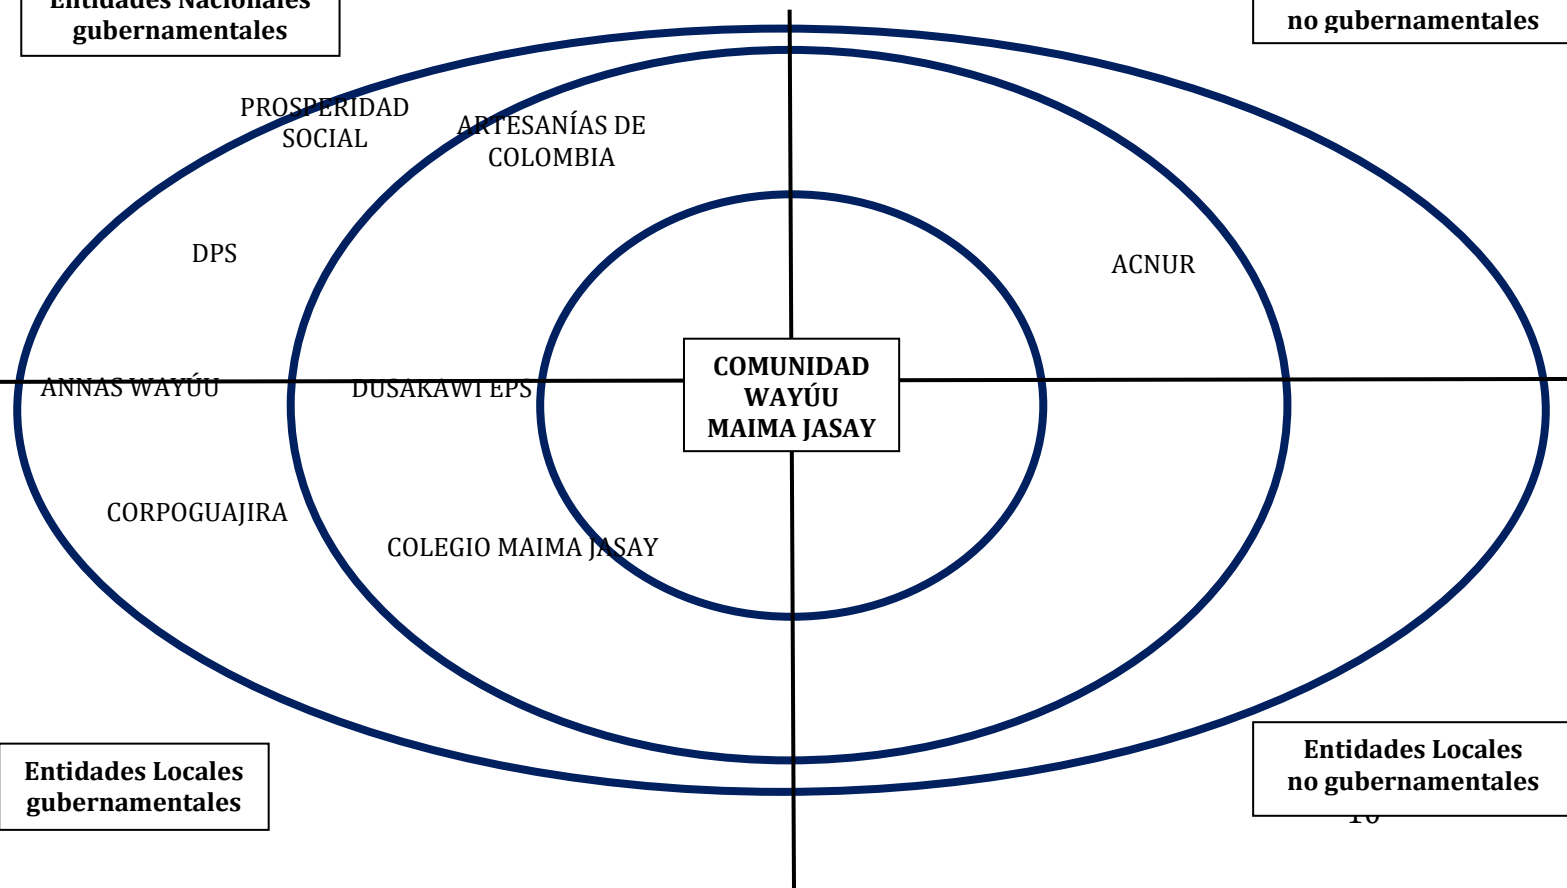 Entidades Nacionales
gubernamentales
no gubernamentales
PROSPERIDAD
SOCIAL
ARTESANÍAS DE
COLOMBIA
DPS
ACNUR
COMUNIDAD
WAYÚU
MAIMA JASAY
ANNAS WAYÚU
DUSAKAWI EPS
CORPOGUAJIRA
COLEGIO MAIMA JASAY
Entidades Locales
gubernamentales
Entidades Locales
no gubernamentales